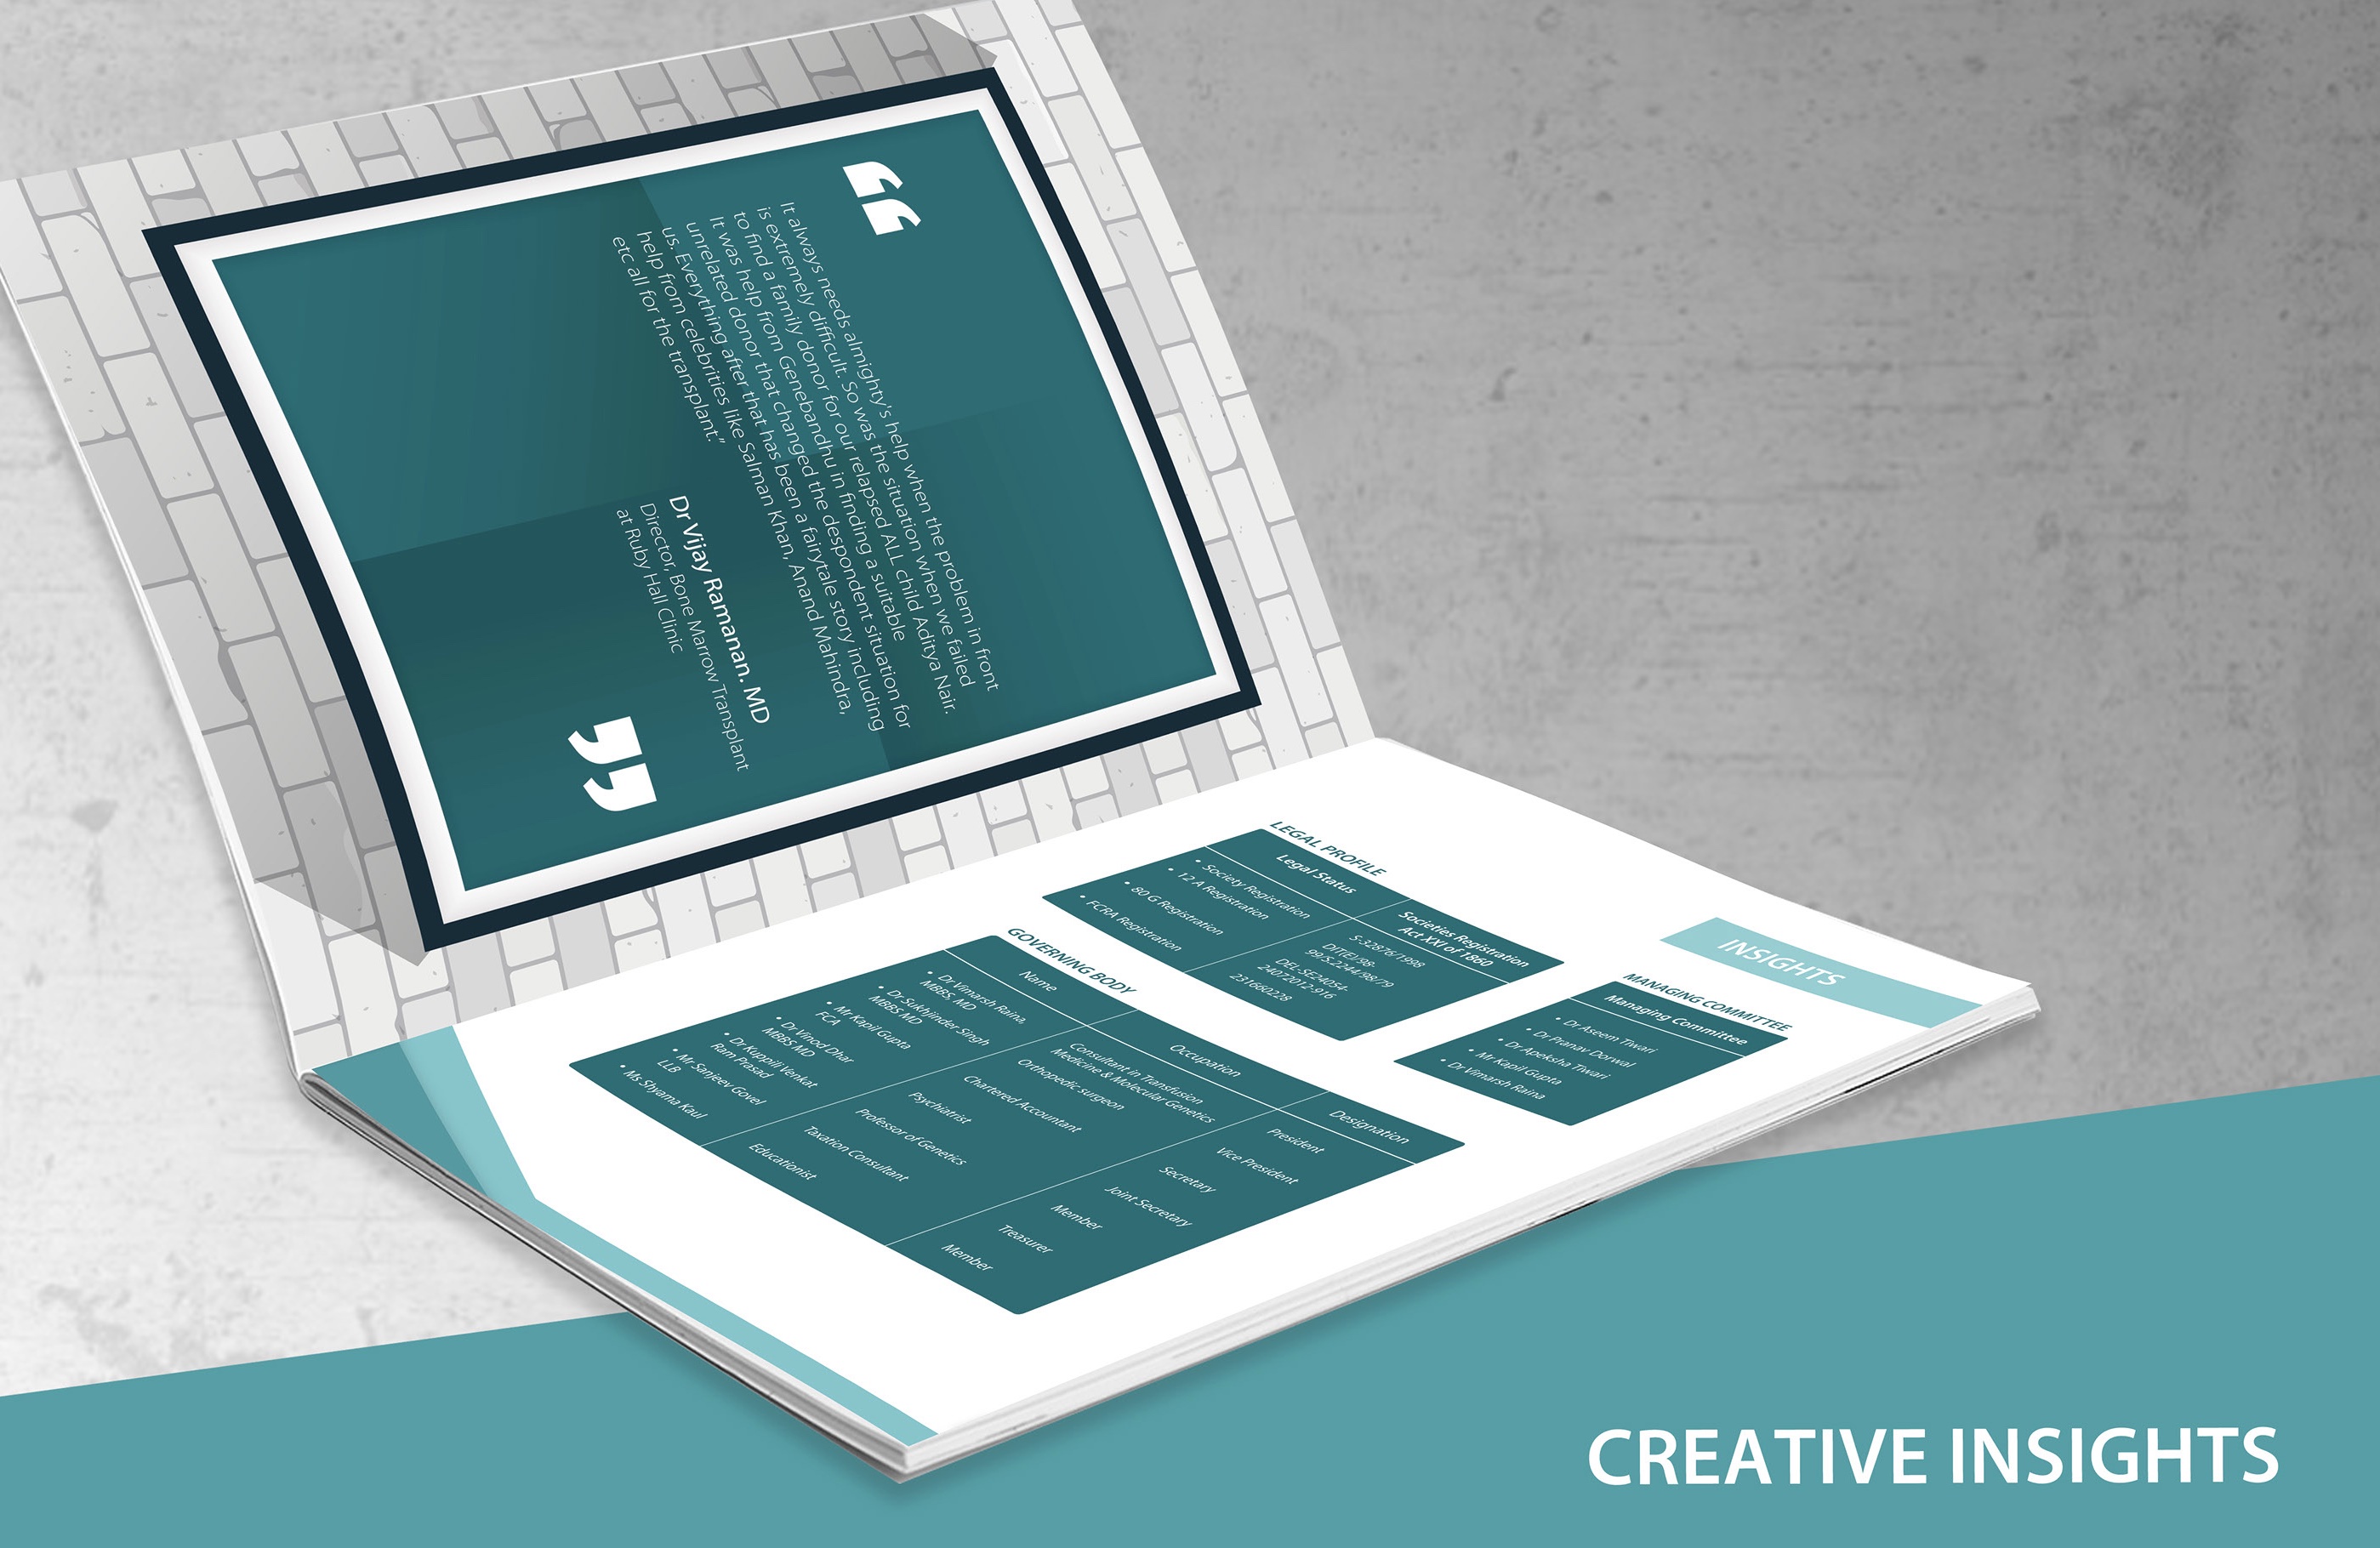 “
It always needs almighty's help when the problem in front
is extremely difficult. So was the situation when we failed
to find a family donor for our relapsed ALL child Aditya Nair.
It was help from Genebandhu in finding a suitable
unrelated donor that changed the despondent situation for
us. Everything after that has been a fairytale story including
help from celebrities like Salman Khan, Anand Mahindra,
etc all for the transplant.”
Dr Vijay Ramanan. MD
Director, Bone Marrow Transplant
at Ruby Hall Clinic
”
INSIGHTS
LEGAL PROFILE
Legal Status
Societies Registration
Act XXI of 1860
• Society Registration
S-32876/1998
• 12 A Registration
DIT(E)/98-
99/S.2244/98/79
• 80 G Registration
DEL-SE24054-
24072012-916
• FCRA Registration
231660228
MANAGING COMMITTEE
Managing Committee
• Dr Aseem Tiwari
• Dr Pranav Dorwal
• Dr Apeksha Tiwari
• Mr Kapil Gupta
• Dr Vimarsh Raina
GOVERNING BODY
Name
Occupation
Designation
• Dr Vimarsh Raina,
MBBS, MD
Consultant in Transfusion
Medicine & Molecular Genetics
President
• Dr Sukhjinder Singh
MBBS MD
Orthopedic surgeon
Vice President
• Mr Kapil Gupta
FCA
Chartered Accountant
Secretary
• Dr Vinod Dhar
MBBS MD
Psychiatrist
Joint Secretary
• Dr Kuppili Venkat
Ram Prasad
Professor of Genetics
Member
• Mr Sanjeev Govel
LLB
Taxation Consultant
Treasurer
• Ms Shyama Kaul
Educationist
Member
CREATIVE INSIGHTS